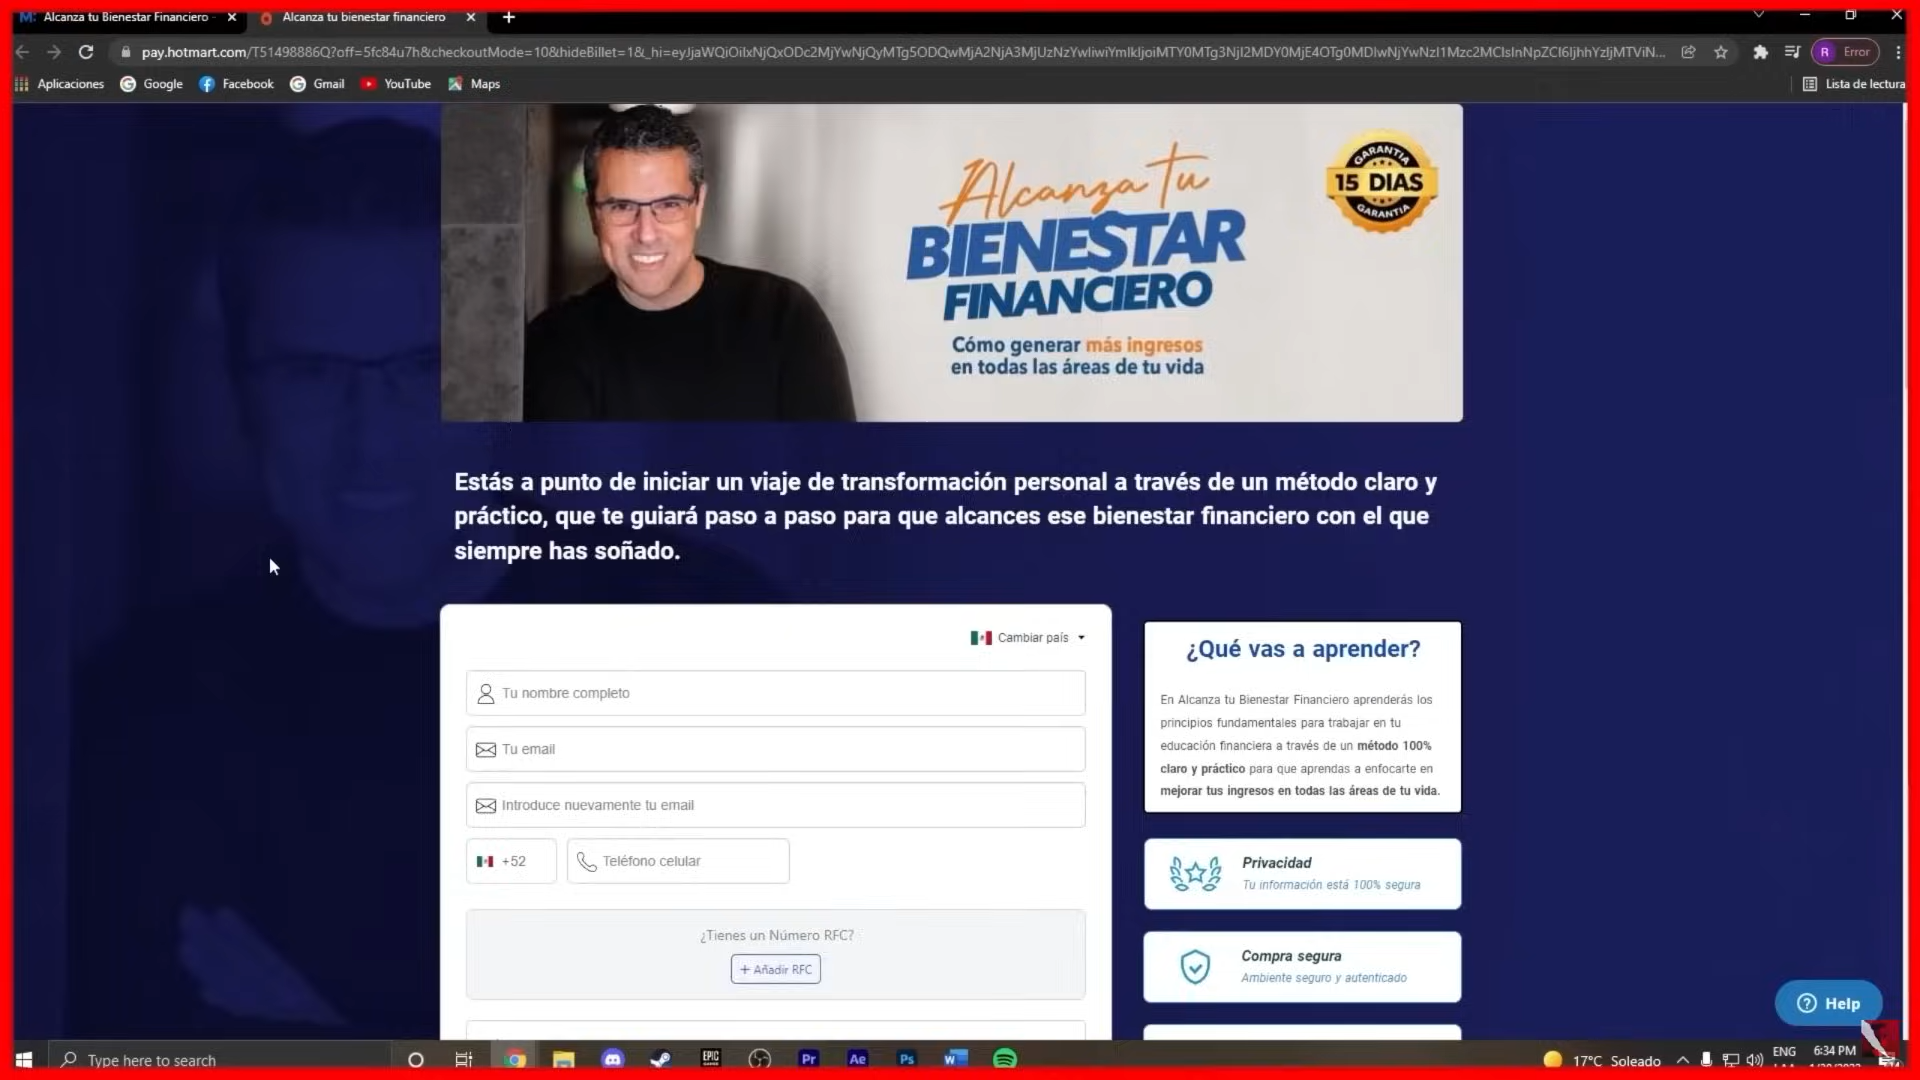 Alcanza tu Bienestar Financiero -
Alcanza tu bienestar financiero
Error
Aplicaciones
Google
Facebook
Gmail
YouTube
Maps
Lista de lectura
Alcanza tu
BIENESTAR
FINANCIERO
Cómo generar más ingresos
en todas las áreas de tu vida
GARANTIA
15 DIAS
GARANTIA
Estás a punto de iniciar un viaje de transformación personal a través de un método claro y
práctico, que te guiará paso a paso para que alcances ese bienestar financiero con el que
siempre has soñado.
Cambiar país
Tu nombre completo
Tu email
Introduce nuevamente tu email
+52
Teléfono celular
¿Tienes un Número RFC?
+ Añadir RFC
¿Qué vas a aprender?
En Alcanza tu Bienestar Financiero aprenderás los
principios fundamentales para trabajar en tu
educación financiera a través de un método 100%
claro y práctico para que aprendas a enfocarte en
mejorar tus ingresos en todas las áreas de tu vida.
Privacidad
Tu información está 100% segura
Compra segura
Ambiente seguro y autenticado
Help
Type here to search
EPIC
Pr
Ae
Ps
W
17°C Soleado
ENG
6:34 PM